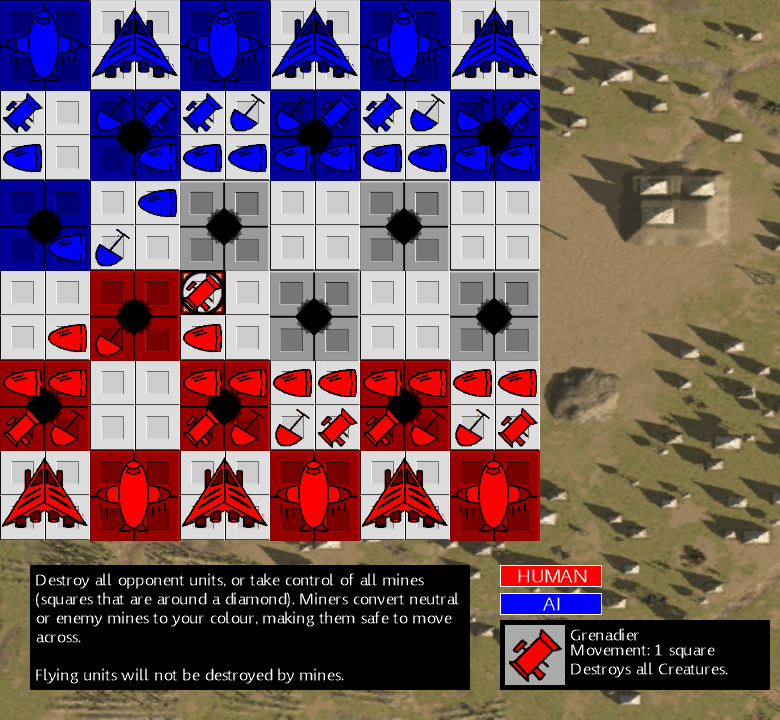 Destroy all opponent units, or take control of all mines
(squares that are around a diamond). Miners convert neutral
or enemy mines to your colour, making them safe to move
across.
Flying units will not be destroyed by mines.
HUMAN
AI
Grenadier
Movement: 1 square
Destroys all Creatures.